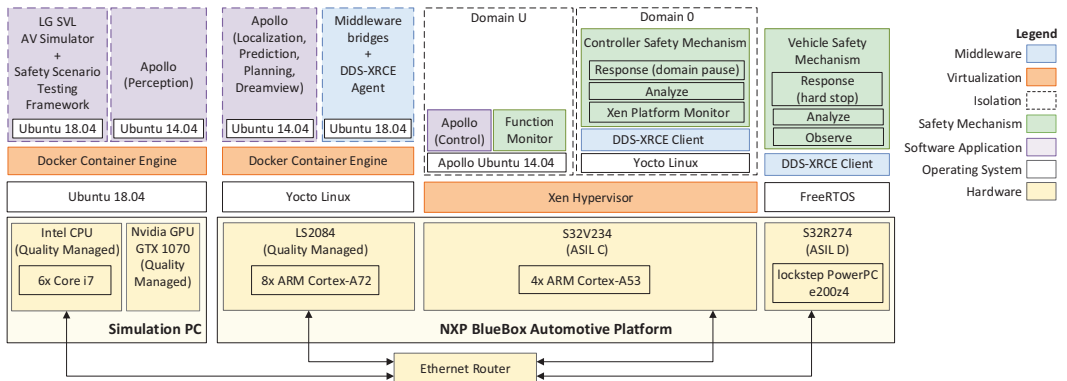 LG SVL
AV Simulator
+
Safety Scenario
Testing
Framework
Ubuntu 18.04
Apollo
(Perception)
Ubuntu 14.04
Docker Container Engine
Ubuntu 18.04
Intel CPU
(Quality Managed)
6x Core i7
Nvidia GPU
GTX 1070
(Quality
Managed)
Simulation PC
Apollo
(Localization,
Prediction,
Planning,
Dreamview)
Ubuntu 14.04
Middleware
bridges
+
DDS-XRCE
Agent
Ubuntu 18.04
Docker Container Engine
Yocto Linux
LS2084
(Quality Managed)
8x ARM Cortex-A72
Domain U
Apollo
(Control)
Function
Monitor
Apollo Ubuntu 14.04
Domain 0
Controller Safety Mechanism
Response (domain pause)
Analyze
Xen Platform Monitor
DDS-XRCE Client
Yocto Linux
Xen Hypervisor
S32V234
(ASIL C)
4x ARM Cortex-A53
Vehicle Safety
Mechanism
Response
(hard stop)
Analyze
Observe
DDS-XRCE Client
FreeRTOS
S32R274
(ASIL D)
lockstep PowerPC
e200z4
NXP BlueBox Automotive Platform
Ethernet Router
Legend
Middleware
Virtualization
Isolation
Safety Mechanism
Software Application
Operating System
Hardware